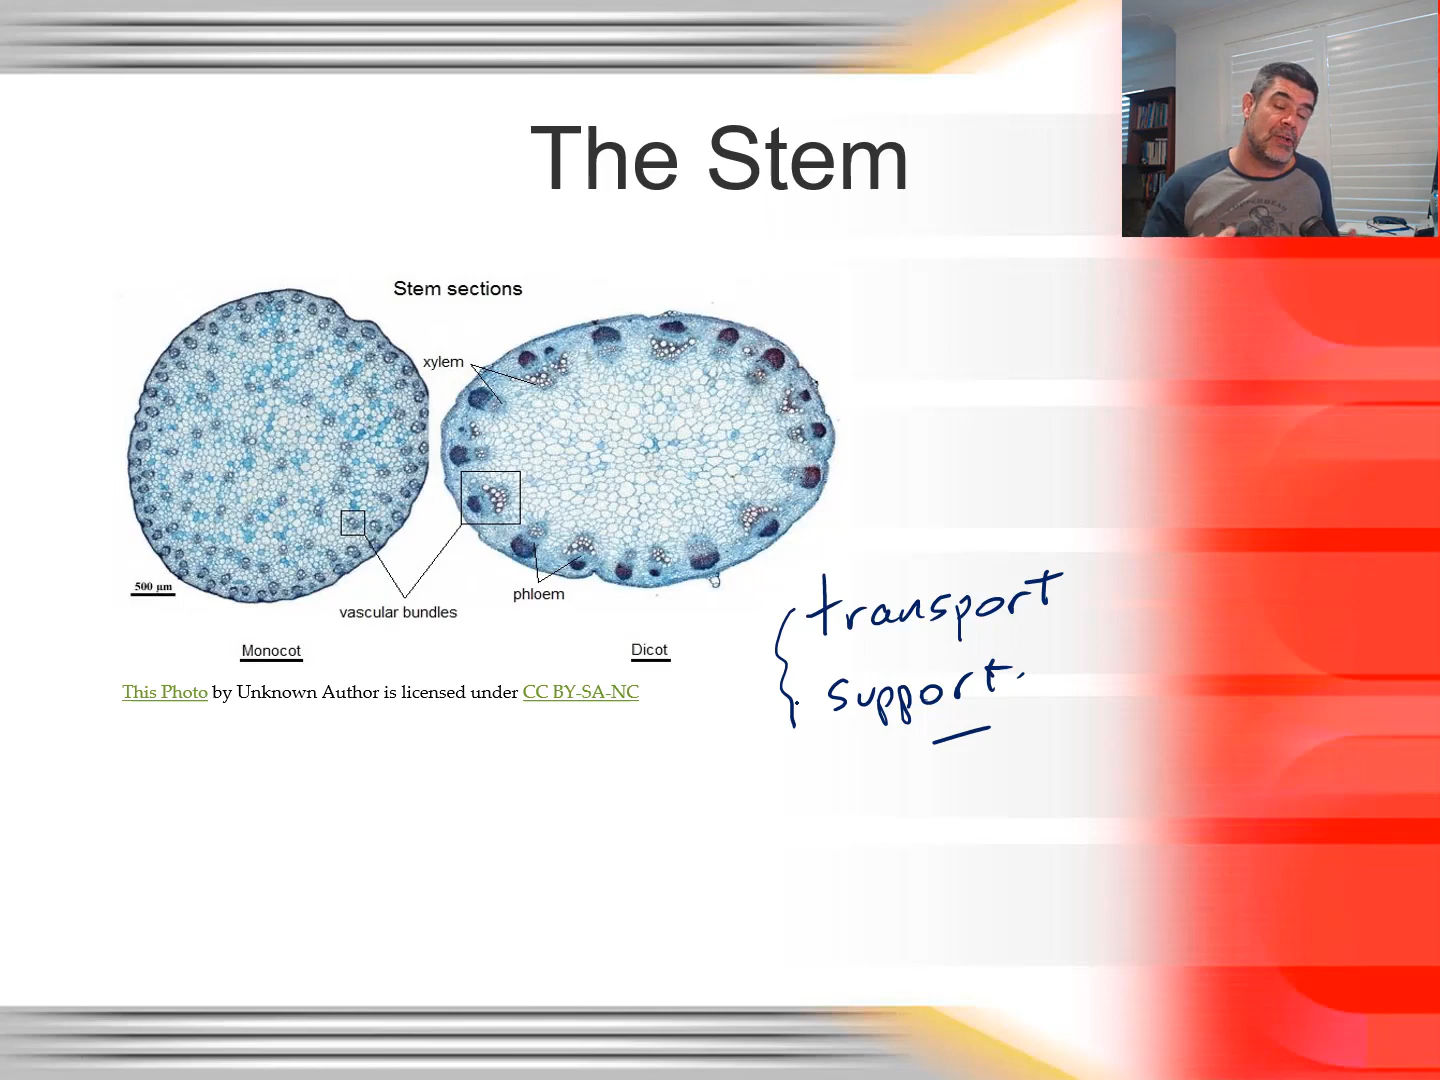 The Stem
Stem sections
xylem
500 μm
vascular bundles
phloem
Monocot
Dicot
This Photo by Unknown Author is licensed under CC BY-SA-NC
transport
support.